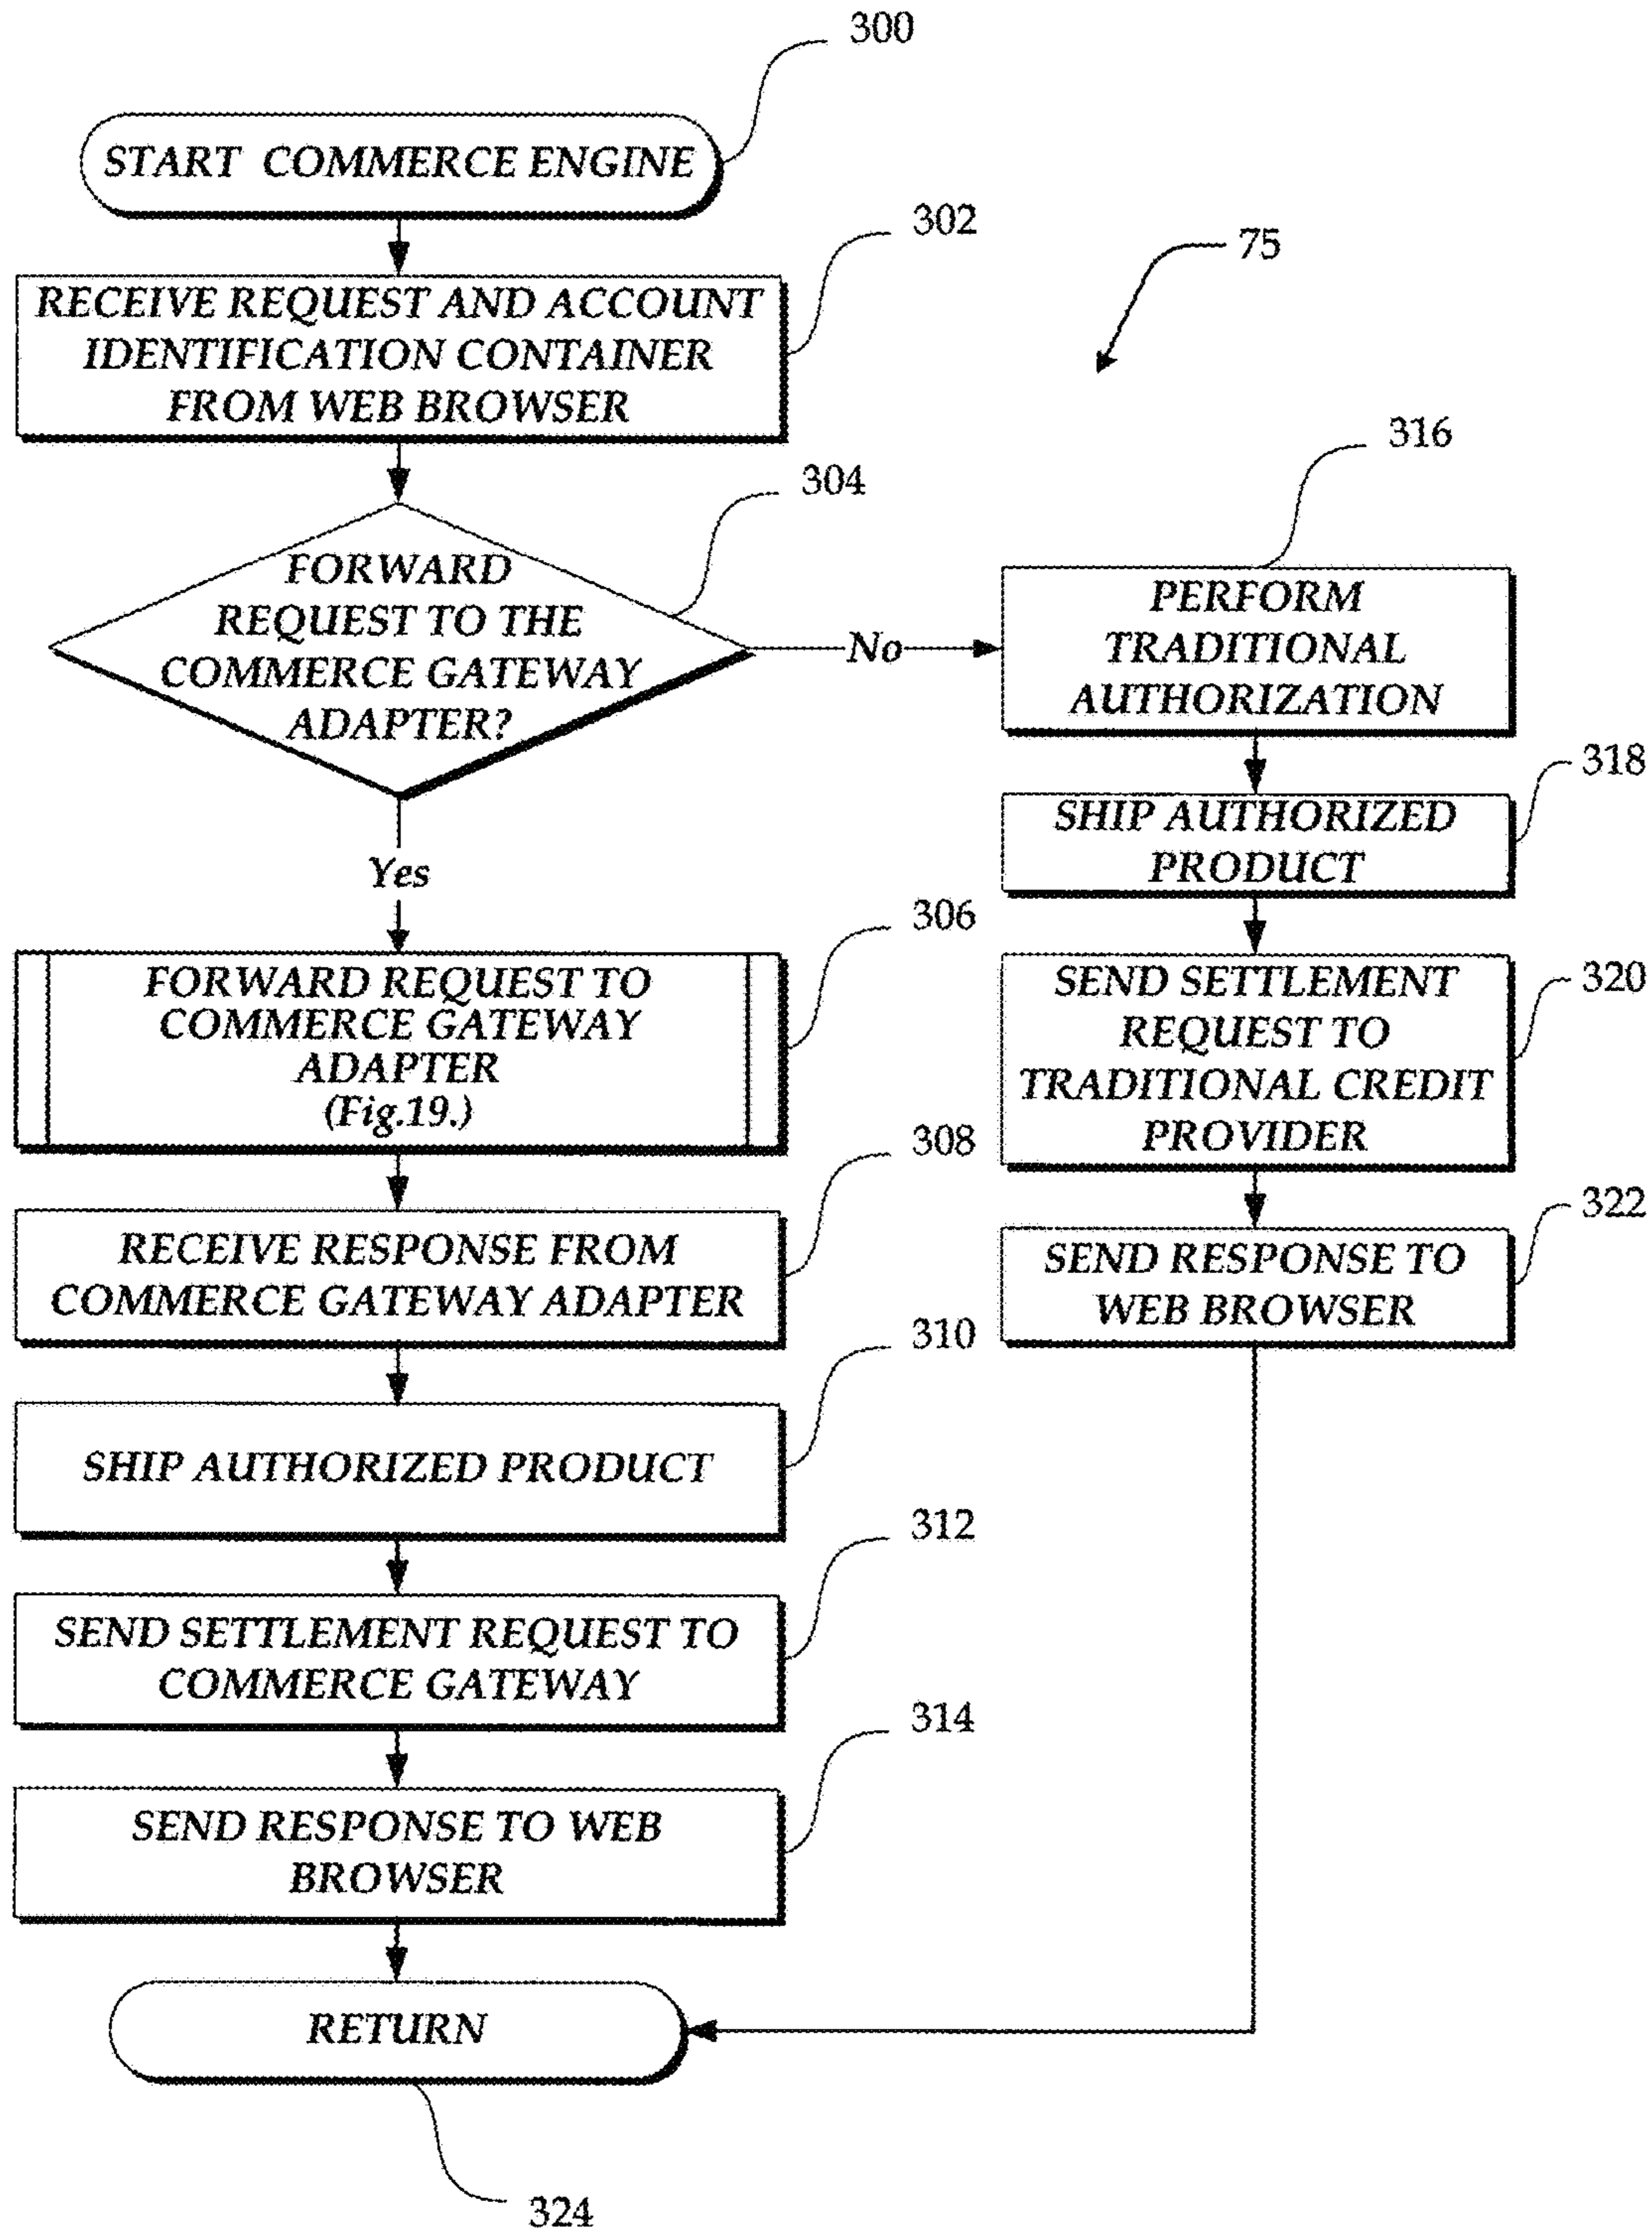 300
START COMMERCE ENGINE
302
75
RECEIVE REQUEST AND ACCOUNT
IDENTIFICATION CONTAINER
FROM WEB BROWSER
304
316
FORWARD
REQUEST TO THE
COMMERCE GATEWAY
ADAPTER?
No
PERFORM
TRADITIONAL
AUTHORIZATION
318
SHIP AUTHORIZED
PRODUCT
Yes
306
FORWARD REQUEST TO
COMMERCE GATEWAY
ADAPTER
(Fig.19.)
320
SEND SETTLEMENT
REQUEST TO
TRADITIONAL CREDIT
PROVIDER
308
RECEIVE RESPONSE FROM
COMMERCE GATEWAY ADAPTER
322
SEND RESPONSE TO
WEB BROWSER
310
SHIP AUTHORIZED PRODUCT
312
SEND SETTLEMENT REQUEST TO
COMMERCE GATEWAY
314
SEND RESPONSE TO WEB
BROWSER
RETURN
324